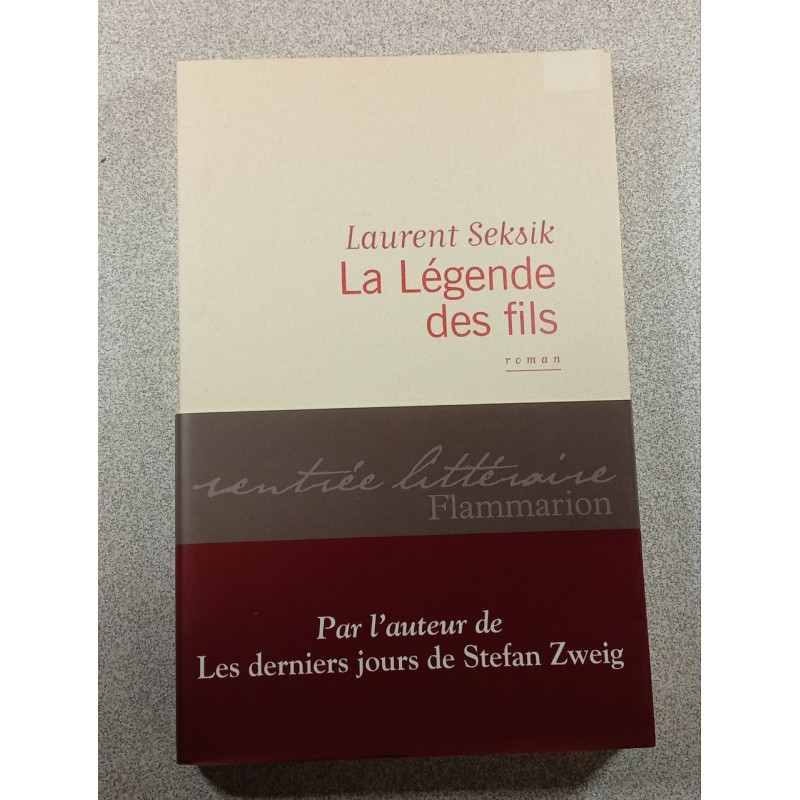 Laurent Seksik
La Légende
des fils
roman
rentrée littéraire
Flammarion
Par l'auteur de
Les derniers jours de Stefan Zweig